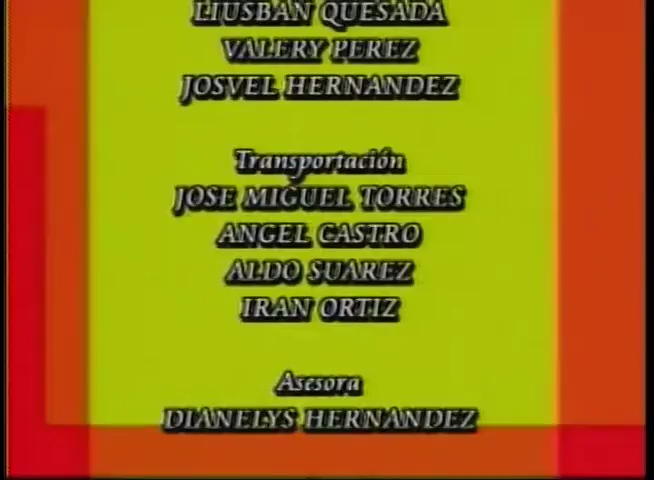 LIUSBAN QUESADA
VALERY PEREZ
JOSVEL HERNANDEZ
Transportación
JOSE MIGUEL TORRES
ANGEL CASTRO
ALDO SUAREZ
IRAN ORTIZ
Asesora
DIANELYS HERNANDEZ